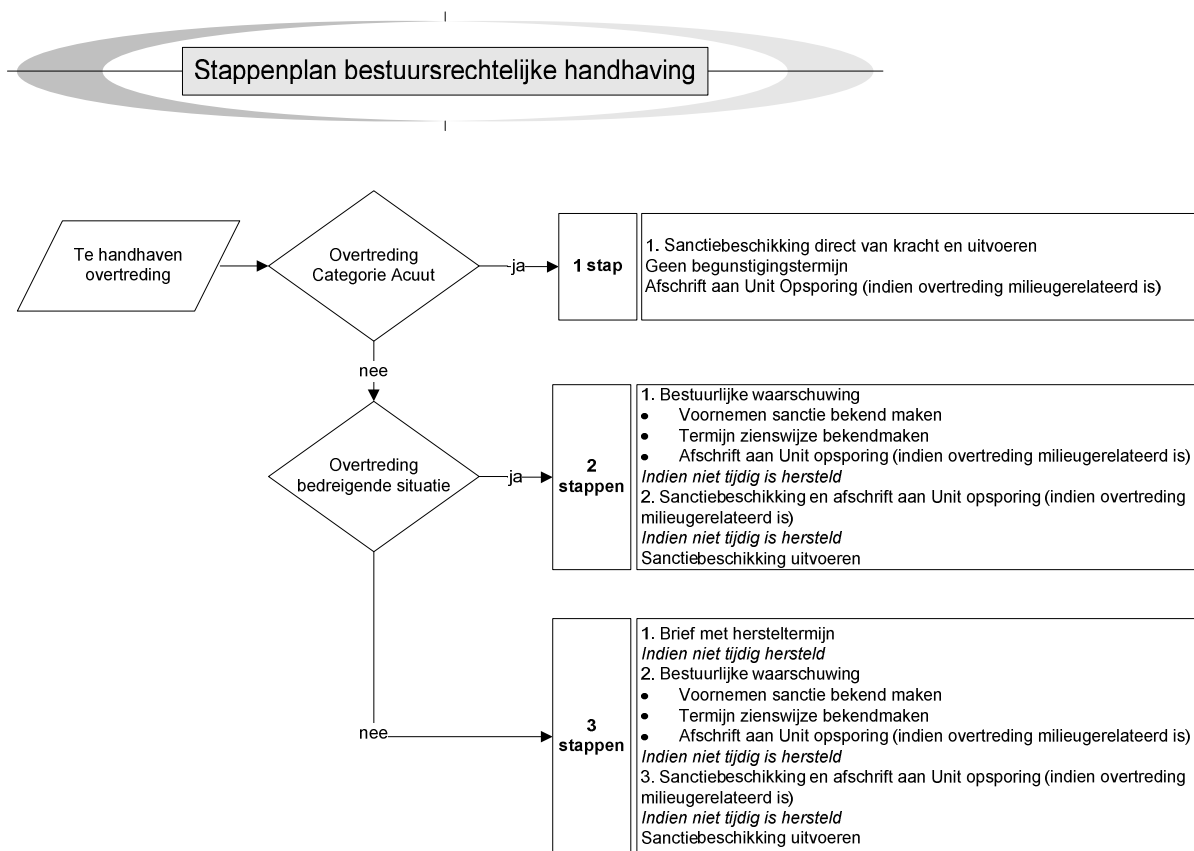 Stappenplan bestuursrechtelijke handhaving
Te handhaven
overtreding
Overtreding
Categorie Acuut
ja
1 stap
1. Sanctiebeschikking direct van kracht en uitvoeren
Geen begunstigingstermijn
Afschrift aan Unit Opsporing (indien overtreding milieugerelateerd is)
nee
Overtreding
bedreigende situatie
ja
2
stappen
1. Bestuurlijke waarschuwing
• Voornemen sanctie bekend maken
• Termijn zienswijze bekendmaken
• Afschrift aan Unit opsporing (indien overtreding milieugerelateerd is)
Indien niet tijdig is hersteld
2. Sanctiebeschikking en afschrift aan Unit opsporing (indien overtreding
milieugerelateerd is)
Indien niet tijdig is hersteld
Sanctiebeschikking uitvoeren
nee
3
stappen
1. Brief met hersteltermijn
Indien niet tijdig hersteld
2. Bestuurlijke waarschuwing
• Voornemen sanctie bekend maken
• Termijn zienswijze bekendmaken
• Afschrift aan Unit opsporing (indien overtreding milieugerelateerd is)
Indien niet tijdig is hersteld
3. Sanctiebeschikking en afschrift aan Unit opsporing (indien overtreding
milieugerelateerd is)
Indien niet tijdig is hersteld
Sanctiebeschikking uitvoeren